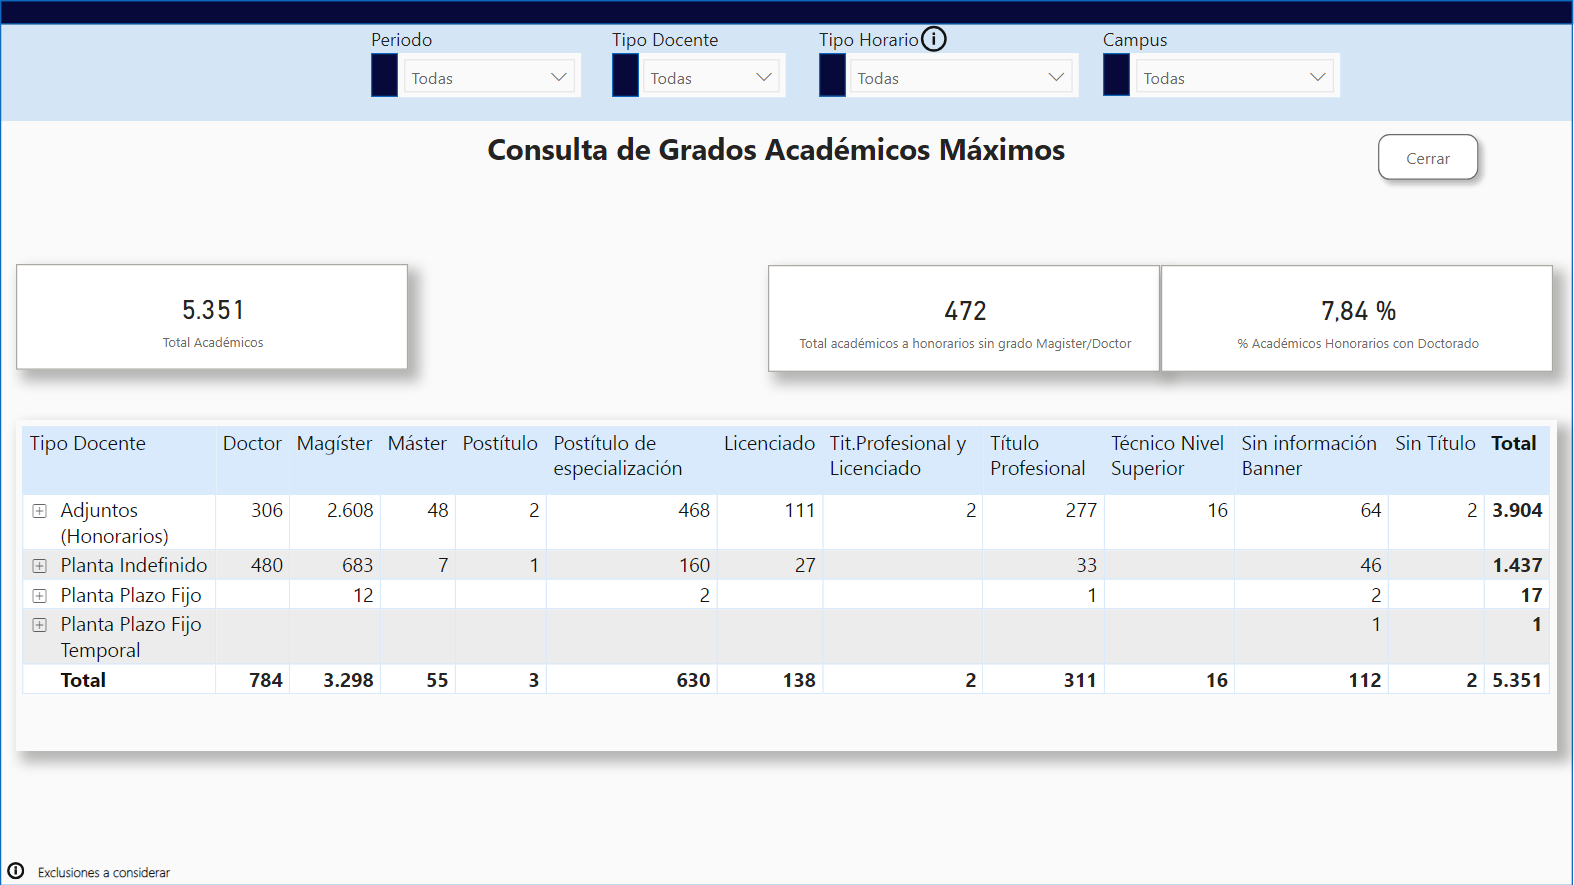 Periodo Tipo Docente Tipo Horario Campus
Todas Todas Todas Todas
Consulta de Grados Académicos Máximos
Cerrar
5.351
Total Académicos
472
Total académicos a honorarios sin grado Magister/Doctor
7,84 %
% Académicos Honorarios con Doctorado
Tipo Docente Doctor Magíster Máster Postítulo Postítulo de especialización Licenciado Tit.Profesional y Licenciado Título Profesional Técnico Nivel Superior Sin información Banner Sin Título Total
Adjuntos (Honorarios) 306 2.608 48 2 468 111 2 277 16 64 2 3.904
Planta Indefinido 480 683 7 1 160 27 33 46 1.437
Planta Plazo Fijo 12 2 1 2 17
Planta Plazo Fijo Temporal 1 1
Total 784 3.298 55 3 630 138 2 311 16 112 2 5.351
Exclusiones a considerar